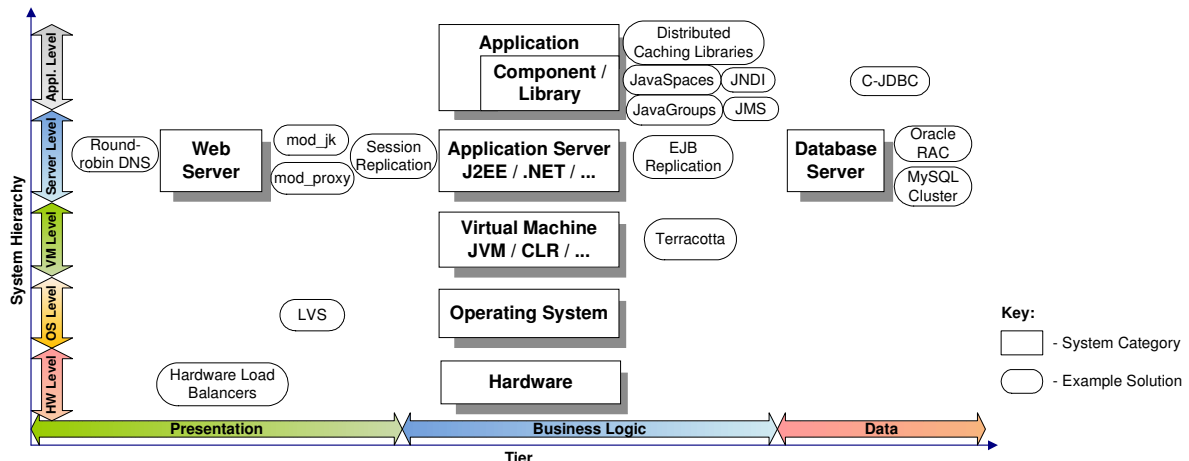 System Hierarchy
Appl. Level
Server Level
VM Level
OS Level
HW Level
Application
Component /
Library
Distributed
Caching Libraries
JavaSpaces
JNDI
JavaGroups
JMS
C-JDBC
Round-
robin DNS
Web
Server
mod_jk
mod_proxy
Session
Replication
Application Server
J2EE / .NET / ...
EJB
Replication
Database
Server
Oracle
RAC
MySQL
Cluster
Virtual Machine
JVM / CLR / ...
Terracotta
LVS
Operating System
Hardware Load
Balancers
Hardware
Key:
- System Category
- Example Solution
Presentation
Business Logic
Data
Tier